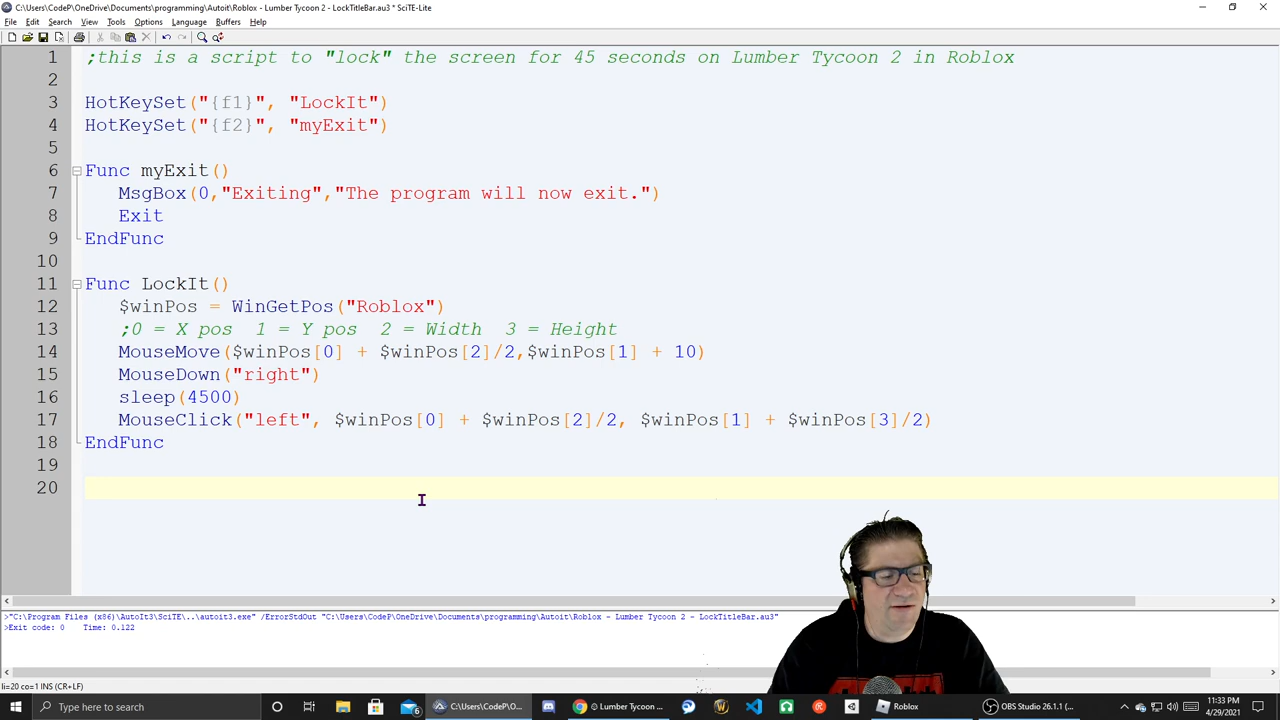 C:\Users\CodeP\OneDrive\Documents\programming\Autoit\Roblox - Lumber Tycoon 2 - LockTitleBar.au3 * SciTE-Lite
File Edit Search View Tools Options Language Buffers Help
1 ;this is a script to "lock" the screen for 45 seconds on Lumber Tycoon 2 in Roblox
2
3 HotKeySet("{f1}", "LockIt")
4 HotKeySet("{f2}", "myExit")
5
6 Func myExit()
7 MsgBox(0,"Exiting","The program will now exit.")
8 Exit
9 EndFunc
10
11 Func LockIt()
12 $winPos = WinGetPos("Roblox")
13 ;0 = X pos 1 = Y pos 2 = Width 3 = Height
14 MouseMove($winPos[0] + $winPos[2]/2,$winPos[1] + 10)
15 MouseDown("right")
16 sleep(4500)
17 MouseClick("left", $winPos[0] + $winPos[2]/2, $winPos[1] + $winPos[3]/2)
18 EndFunc
19
20
>"C:\Program Files (x86)\AutoIt3\SciTE\..\autoit3.exe" /ErrorStdOut "C:\Users\CodeP\OneDrive\Documents\programming\Autoit\Roblox - Lumber Tycoon 2 - LockTitleBar.au3"
>Exit code: 0 Time: 0.122
li=20 co=1 INS (CR+LF)
Type here to search
C:\Users\CodeP\O...
Lumber Tycoon ...
Roblox
OBS Studio 26.1.1 (...
11:33 PM
4/29/2021